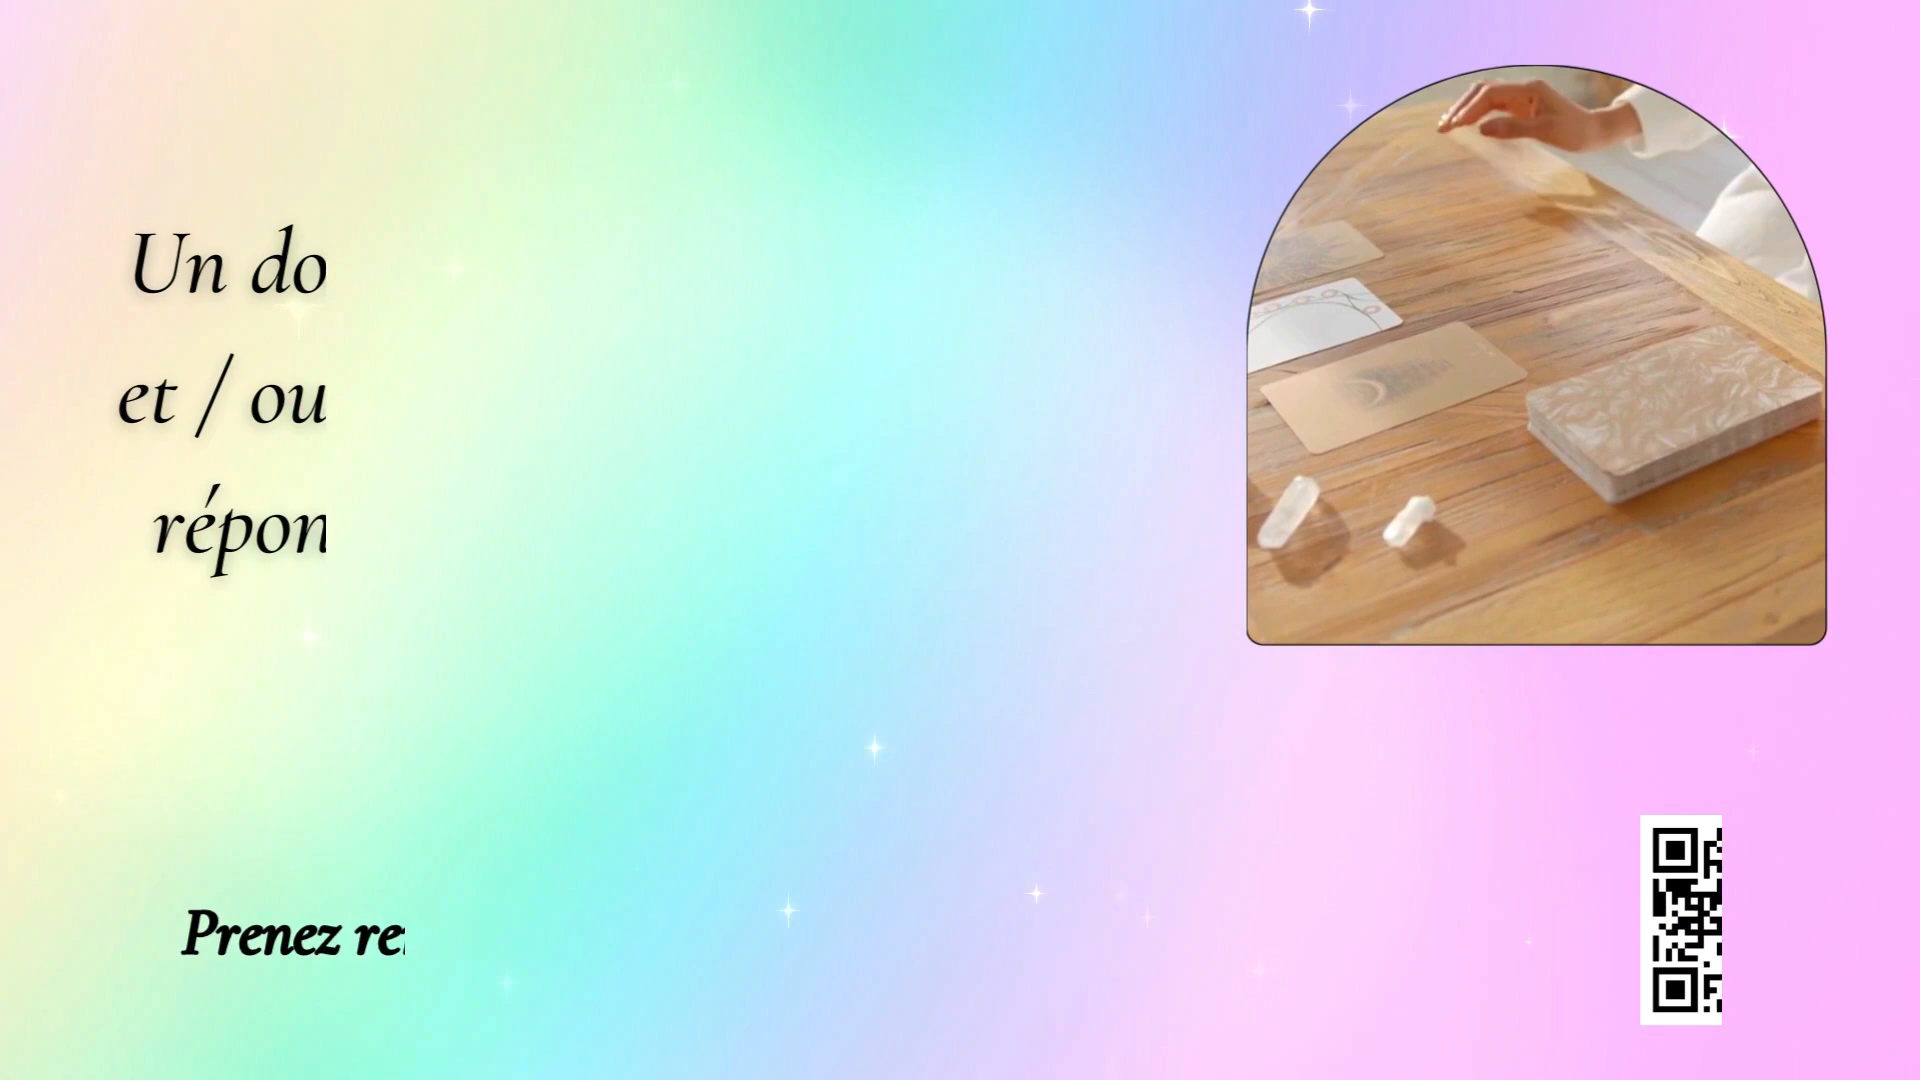 Un do
et / ou
répon
Prenez re